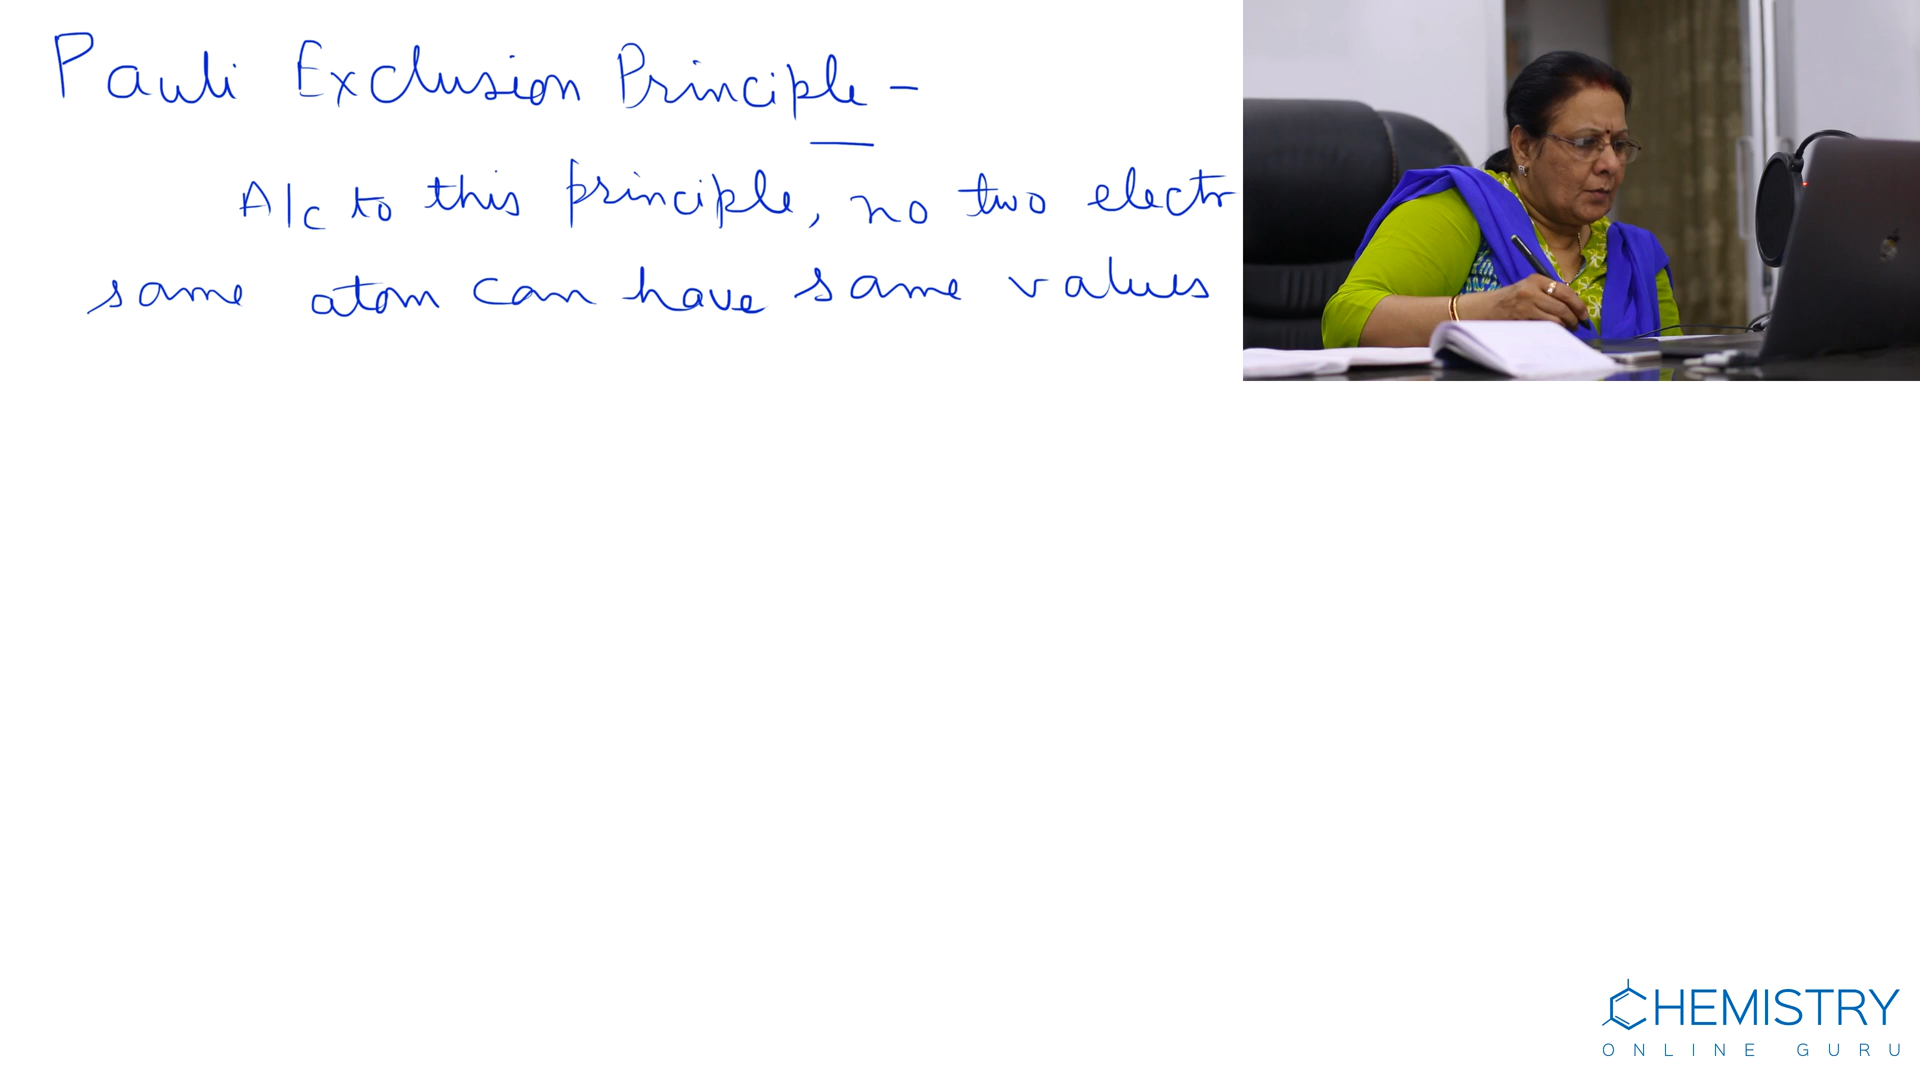 Pauli Exclusion Principle -
A/c to this principle, no two electr
same atom can have same values
CHEMISTRY
ONLINE GURU